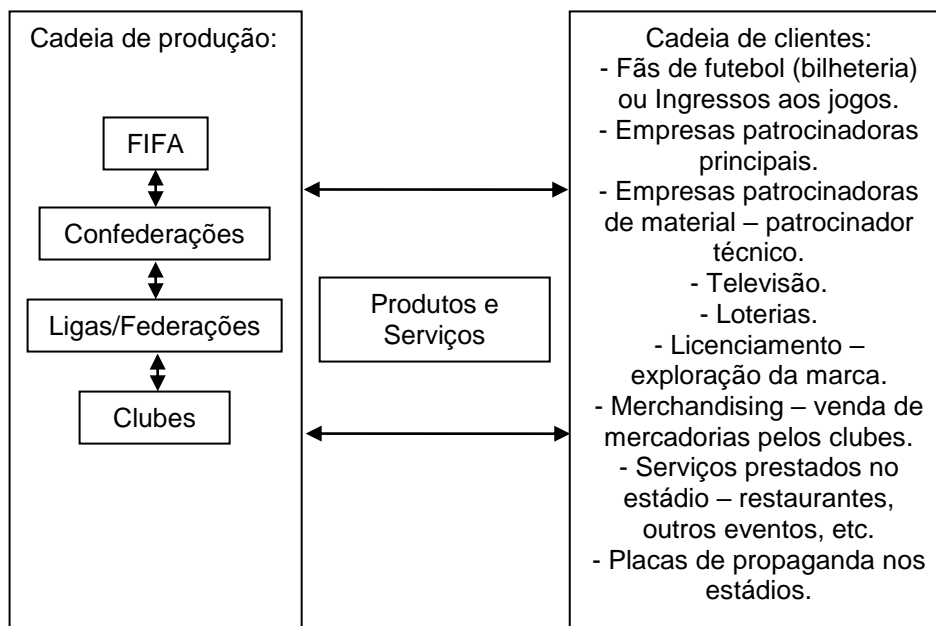 Cadeia de produção:
FIFA
Confederações
Ligas/Federações
Clubes
Produtos e
Serviços
Cadeia de clientes:
- Fãs de futebol (bilheteria)
ou Ingressos aos jogos.
- Empresas patrocinadoras
principais.
- Empresas patrocinadoras
de material – patrocinador
técnico.
- Televisão.
- Loterias.
- Licenciamento –
exploração da marca.
- Merchandising – venda de
mercadorias pelos clubes.
- Serviços prestados no
estádio – restaurantes,
outros eventos, etc.
- Placas de propaganda nos
estádios.